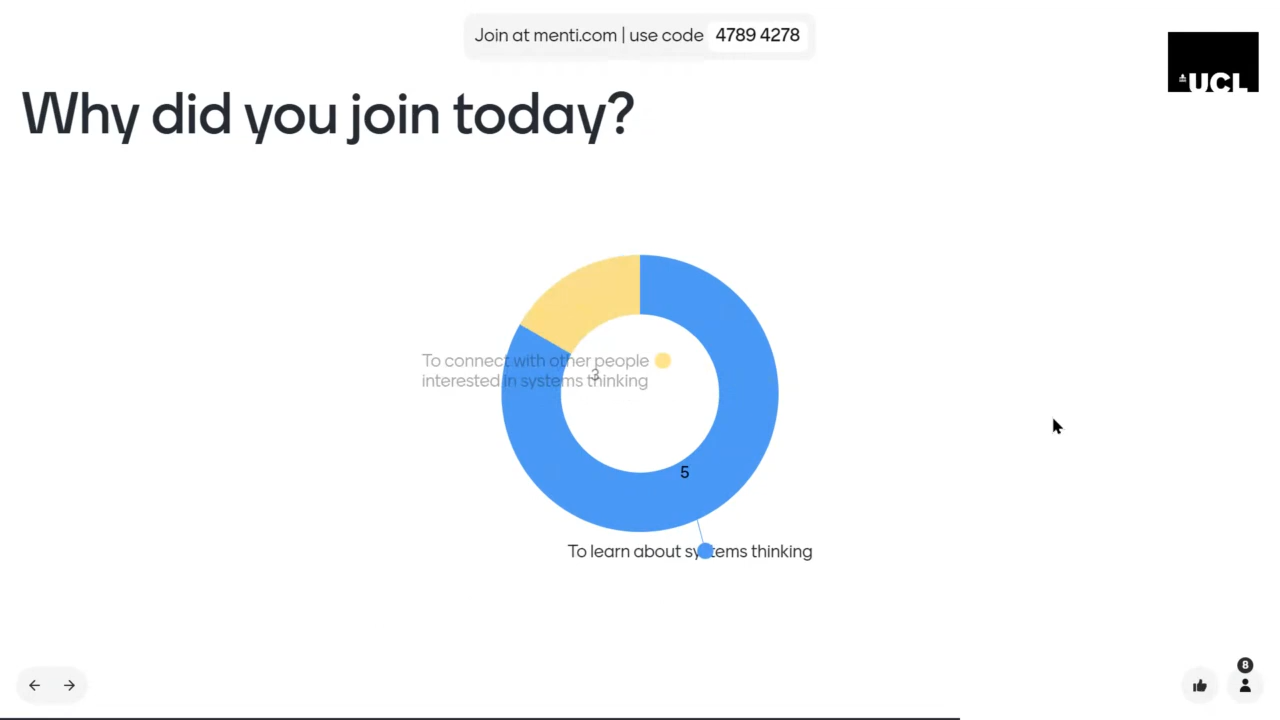 Join at menti.com | use code 4789 4278
UCL
Why did you join today?
To connect with other people
interested in systems thinking
3
5
To learn about systems thinking
8